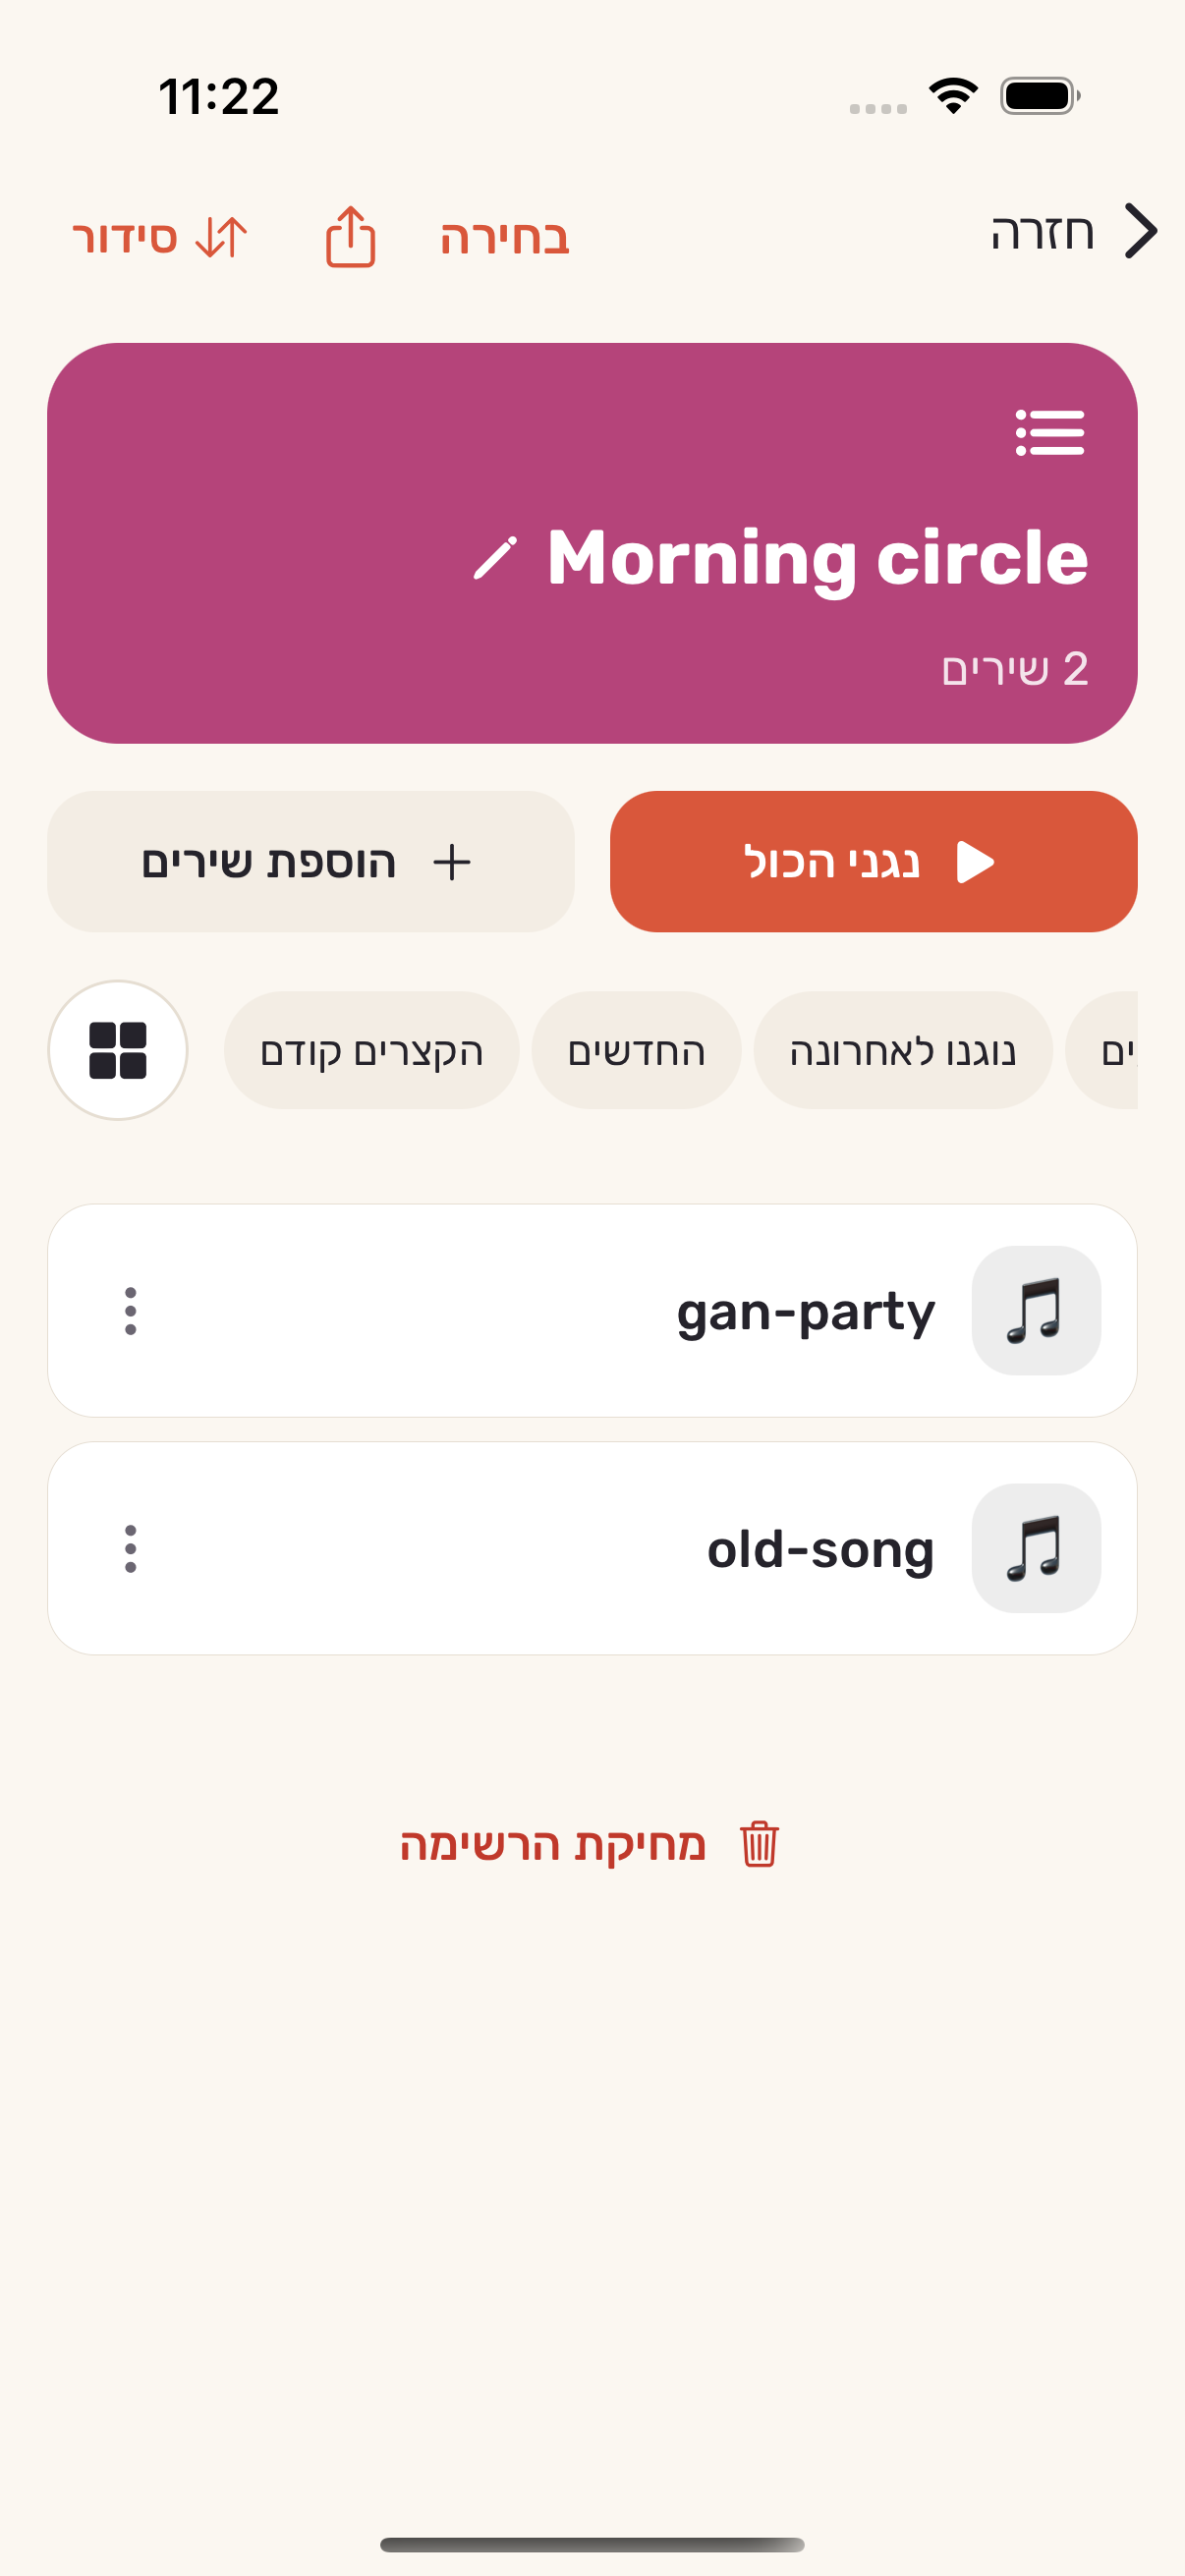 11:22
חזרה
בחירה
סידור
Morning circle
2 שירים
נגני הכול
הוספת שירים
נוגנו לאחרונה
החדשים
הקצרים קודם
gan-party
old-song
מחיקת הרשימה